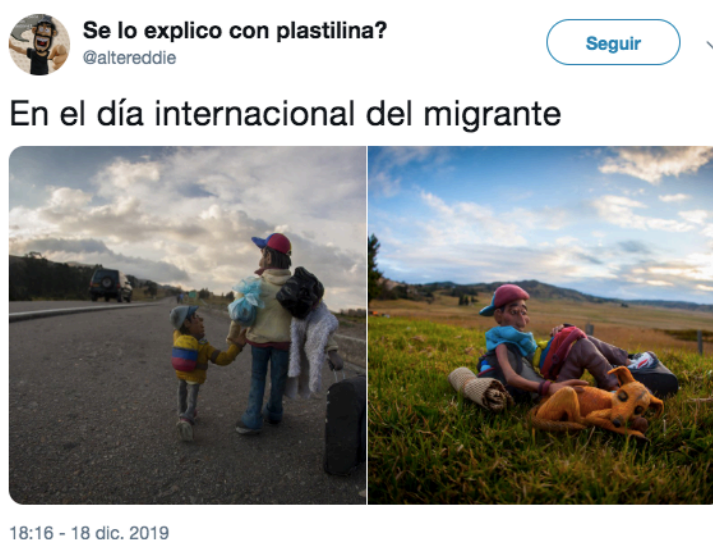 Se lo explico con plastilina?
@altereddie
Seguir
En el día internacional del migrante
18:16 - 18 dic. 2019